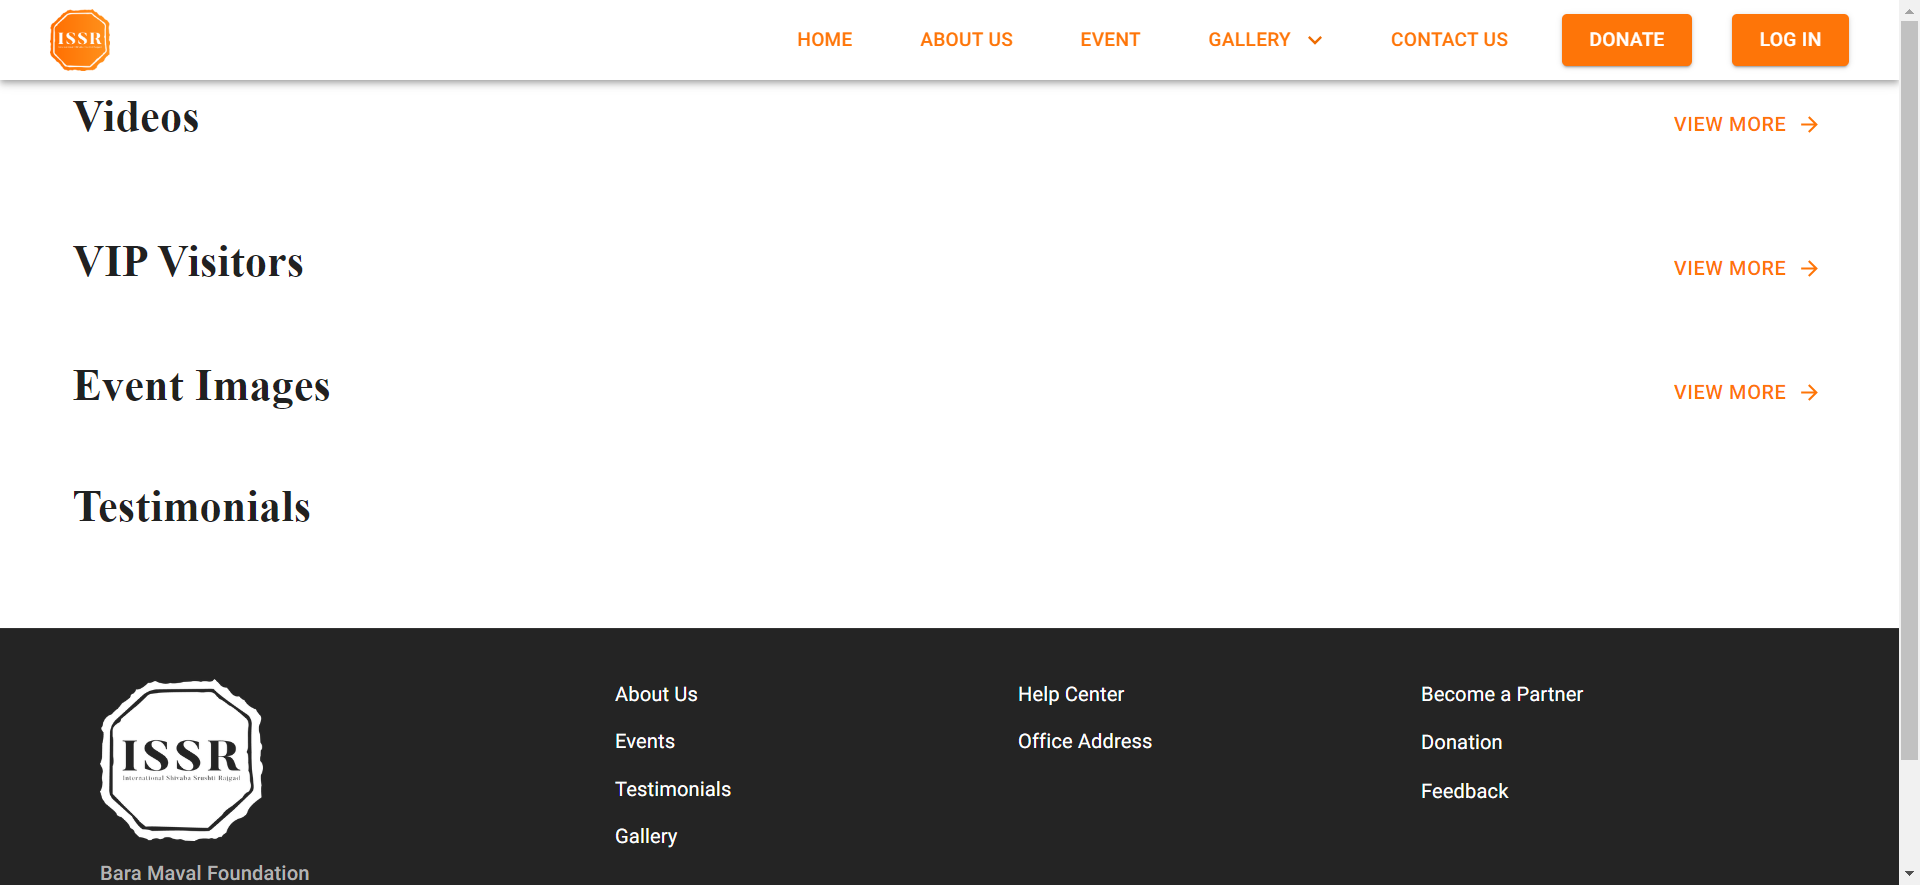 ISSR
HOME ABOUT US EVENT GALLERY CONTACT US DONATE LOG IN
Videos VIEW MORE
VIP Visitors VIEW MORE
Event Images VIEW MORE
Testimonials
ISSR
International Shivaba Srushti Rajgad
Bara Maval Foundation
About Us
Events
Testimonials
Gallery
Help Center
Office Address
Become a Partner
Donation
Feedback